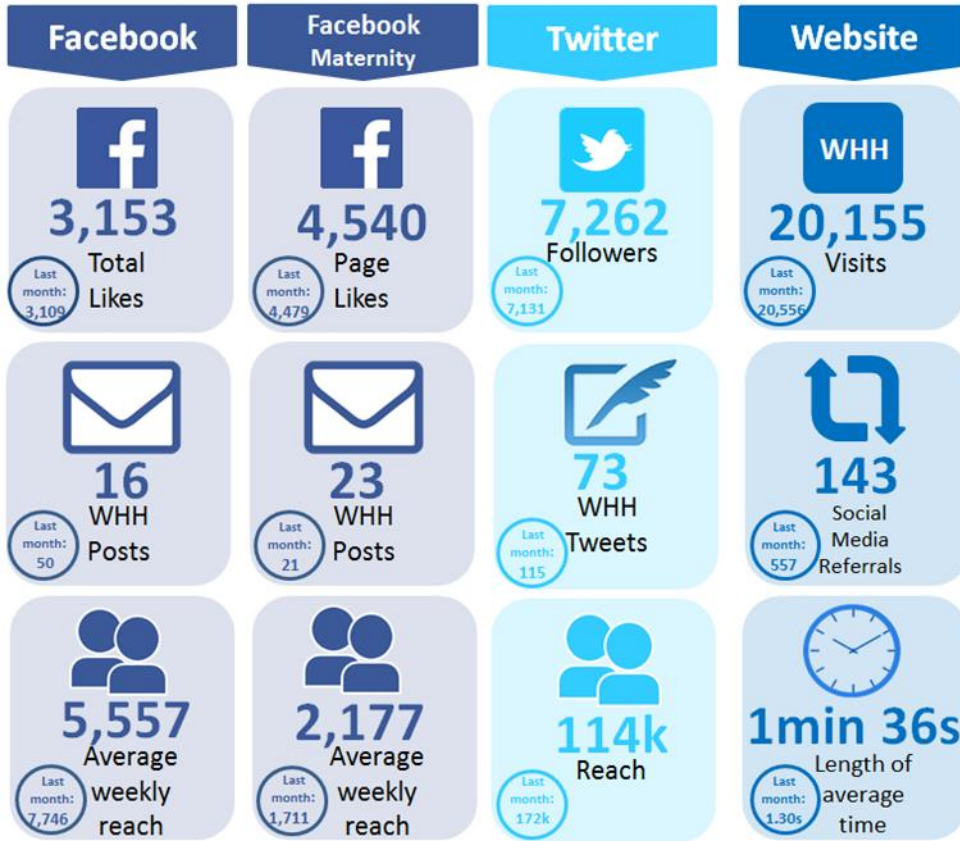 Facebook
Facebook
Maternity
Twitter
Website
3,153
Total
Likes
Last
month:
3,109
4,540
Page
Likes
Last
month:
4,479
7,262
Followers
Last
month:
7,131
WHH
20,155
Visits
Last
month:
20,556
16
WHH
Posts
Last
month:
50
23
WHH
Posts
Last
month:
21
73
WHH
Tweets
Last
month:
115
143
Social
Media
Referrals
Last
month:
557
5,557
Average
weekly
reach
Last
month:
7,746
2,177
Average
weekly
reach
Last
month:
1,711
114k
Reach
Last
month:
172k
1min 36s
Length of
average
time
Last
month:
1.30s